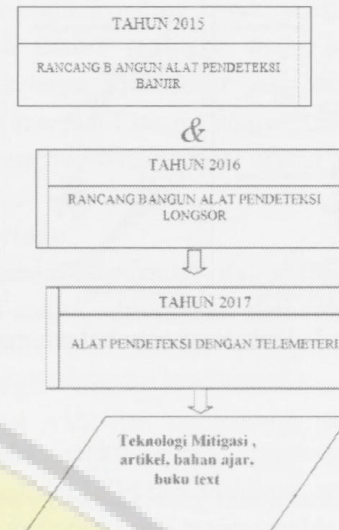 TAHUN 2015
RANCANG B ANGUN ALAT PENDETEKSI
BANJIR
&
TAHUN 2016
RANCANG BANGUN ALAT PENDETEKSI
LONGSOR
TAHUN 2017
ALAT PENDETEKSI DENGAN TELEMETERI
Teknologi Mitigasi ,
artikel, bahan ajar,
buku text